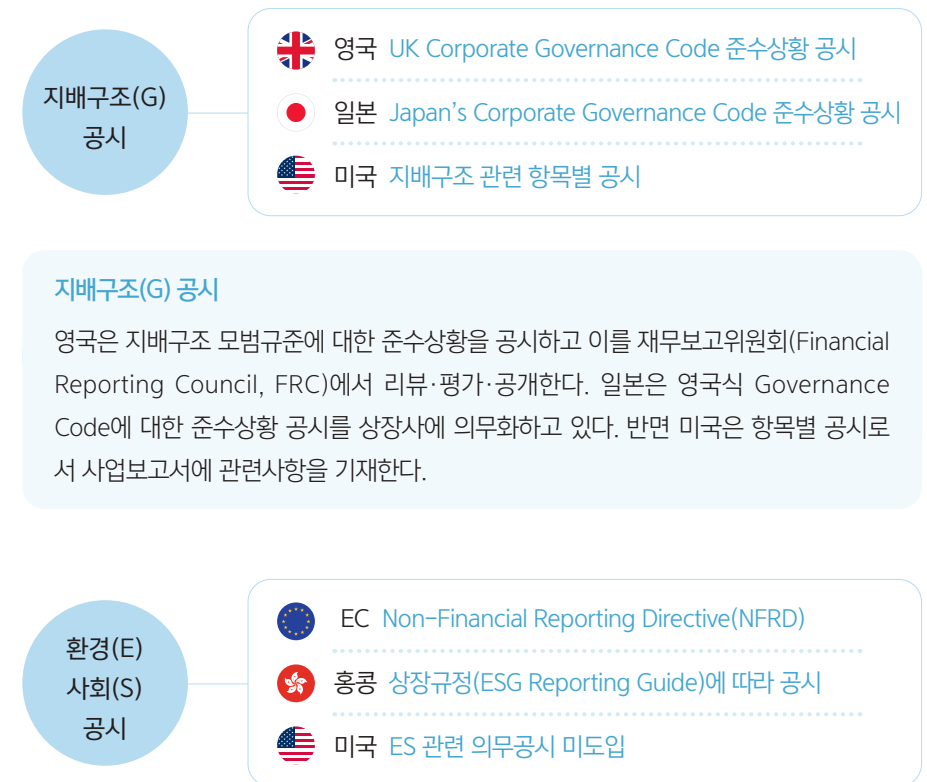 지배구조(G)
공시
영국 UK Corporate Governance Code 준수상황 공시
일본 Japan's Corporate Governance Code 준수상황 공시
미국 지배구조 관련 항목별 공시
지배구조(G) 공시
영국은 지배구조 모범규준에 대한 준수상황을 공시하고 이를 재무보고위원회(Financial
Reporting Council, FRC)에서 리뷰·평가·공개한다. 일본은 영국식 Governance
Code에 대한 준수상황 공시를 상장사에 의무화하고 있다. 반면 미국은 항목별 공시로
서 사업보고서에 관련사항을 기재한다.
환경(E)
사회(S)
공시
EC Non-Financial Reporting Directive(NFRD)
홍콩 상장규정(ESG Reporting Guide)에 따라 공시
미국 ES 관련 의무공시 미도입